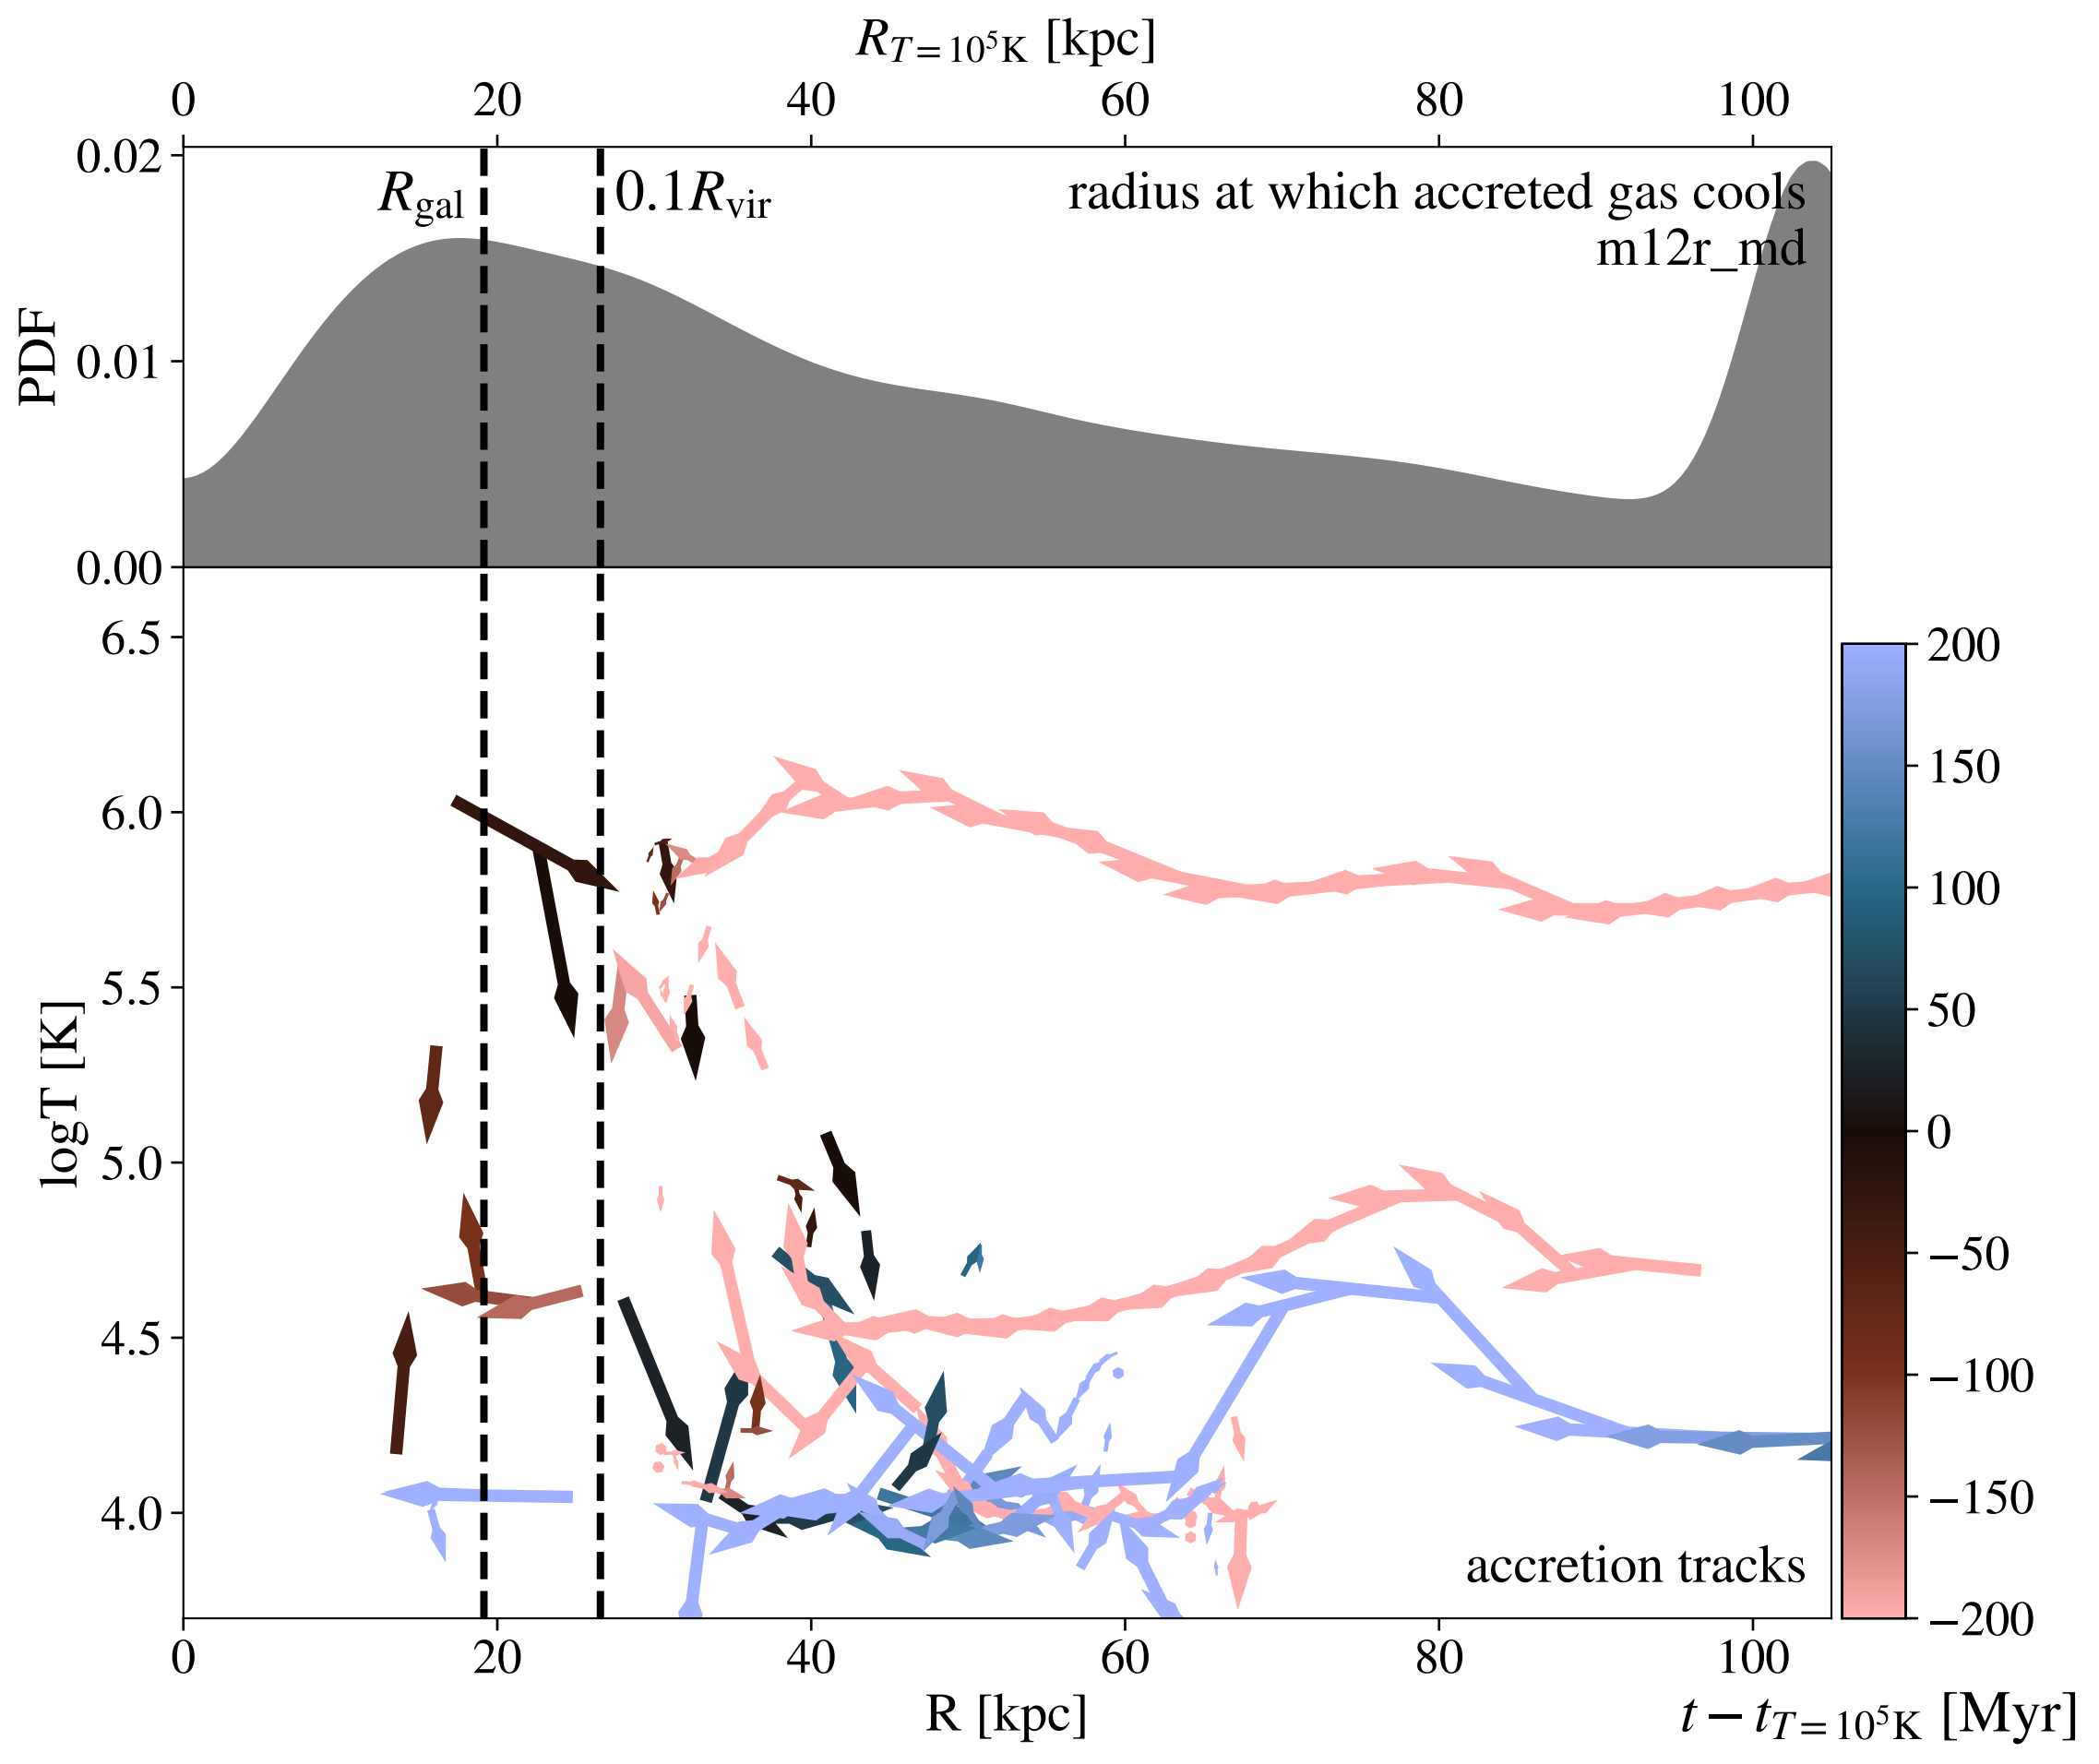 R_{T=10^5K} [kpc]
0 20 40 60 80 100
0.02
R_gal
0.1R_vir
radius at which accreted gas cools
m12r_md
PDF
0.01
0.00
6.5
6.0
5.5
5.0
4.5
4.0
logT [K]
accretion tracks
200
150
100
50
0
−50
−100
−150
−200
0 20 40 60 80 100
R [kpc]
t − t_{T=10^5K} [Myr]